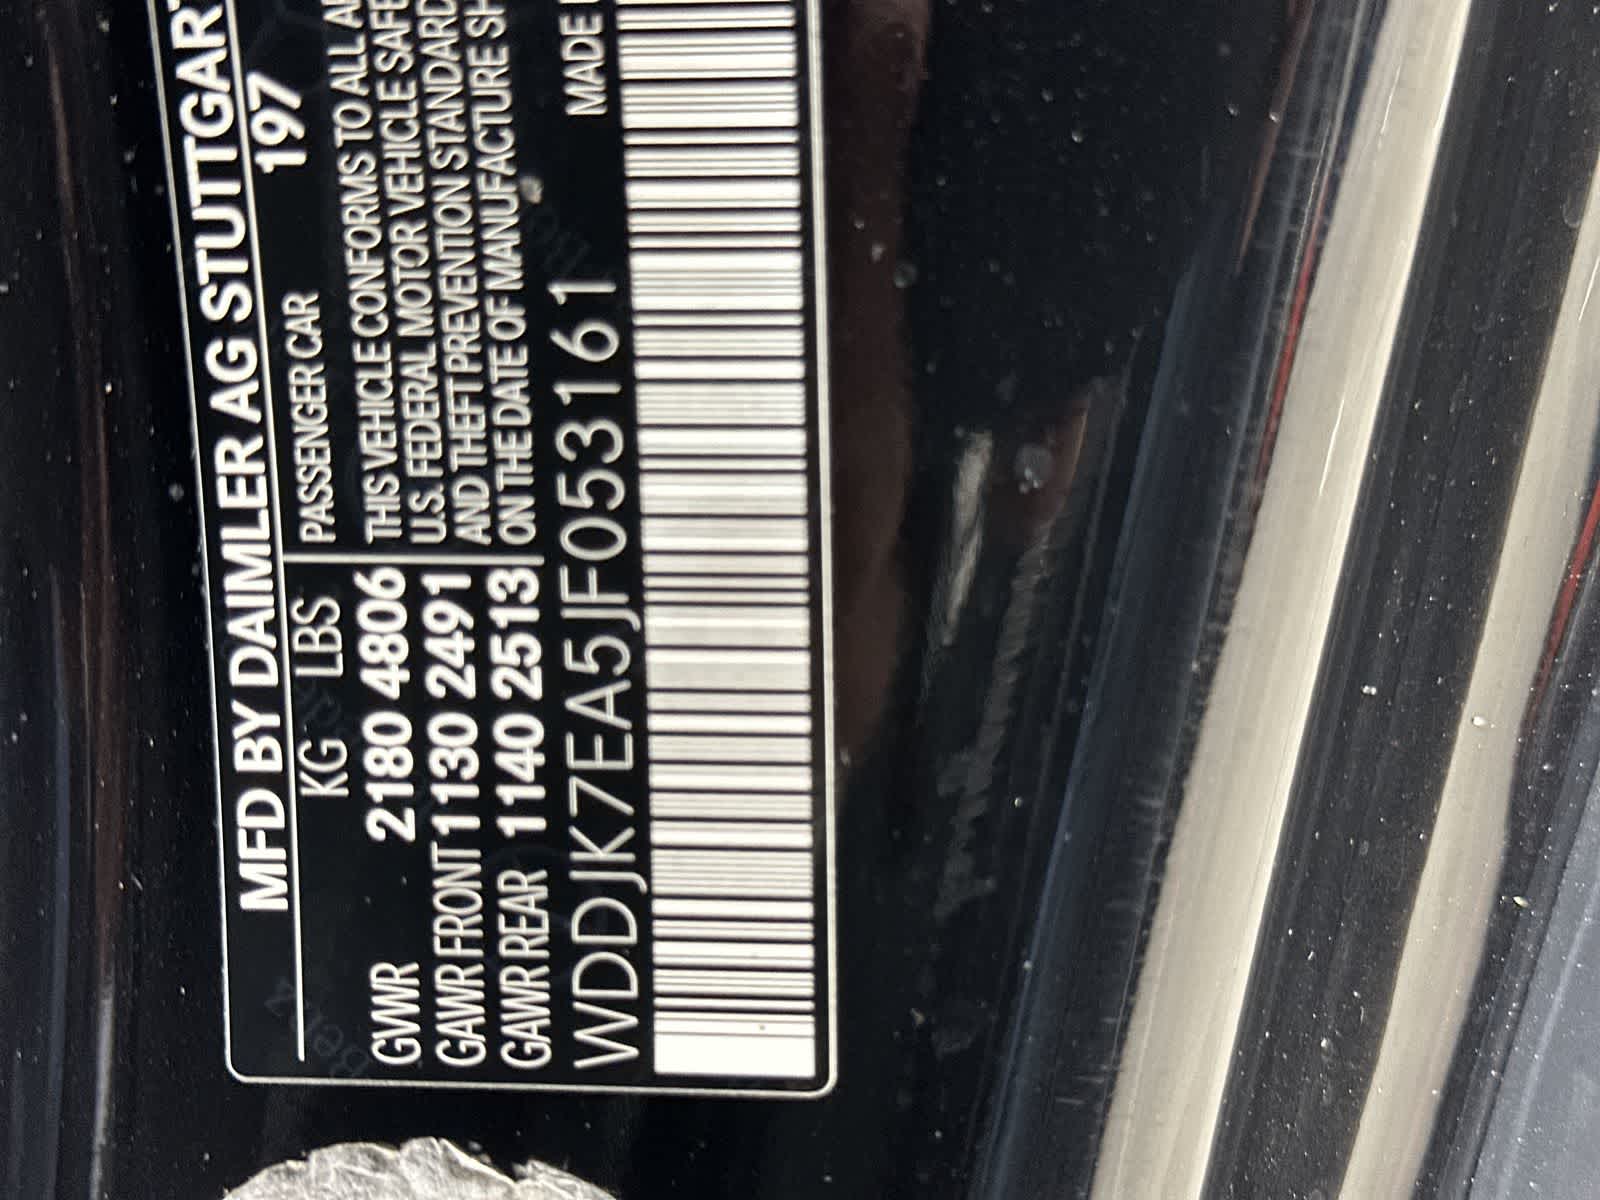 MFD BY DAIMLER AG STUTTGART
197
KG LBS
PASSENGER CAR
GVWR 2180 4806
GAWR FRONT 1130 2491
GAWR REAR 1140 2513
THIS VEHICLE CONFORMS TO ALL
U.S. FEDERAL MOTOR VEHICLE SAFE
AND THEFT PREVENTION STANDARD
ON THE DATE OF MANUFACTURE SH
MADE
WDDJK7EA5JF053161
Benz